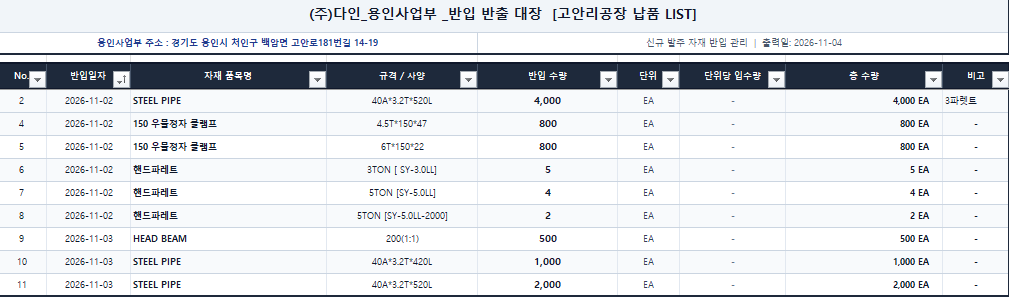 (주)다인_용인사업부 _반입 반출 대장 [고안리공장 납품 LIST]
용인사업부 주소 : 경기도 용인시 처인구 백암면 고안로181번길 14-19 신규 발주 자재 반입 관리 | 출력일: 2026-11-04
No. 반입일자 자재 품목명 규격 / 사양 반입 수량 단위 단위당 입수량 총 수량 비고
2 2026-11-02 STEEL PIPE 40A*3.2T*520L 4,000 EA - 4,000 EA 3파렛트
4 2026-11-02 150 우물정자 클램프 4.5T*150*47 800 EA - 800 EA -
5 2026-11-02 150 우물정자 클램프 6T*150*22 800 EA - 800 EA -
6 2026-11-02 핸드파레트 3TON [ SY-3.0LL] 5 EA - 5 EA -
7 2026-11-02 핸드파레트 5TON [SY-5.0LL] 4 EA - 4 EA -
8 2026-11-02 핸드파레트 5TON [SY-5.0LL-2000] 2 EA - 2 EA -
9 2026-11-03 HEAD BEAM 200(1:1) 500 EA - 500 EA -
10 2026-11-03 STEEL PIPE 40A*3.2T*420L 1,000 EA - 1,000 EA -
11 2026-11-03 STEEL PIPE 40A*3.2T*520L 2,000 EA - 2,000 EA -